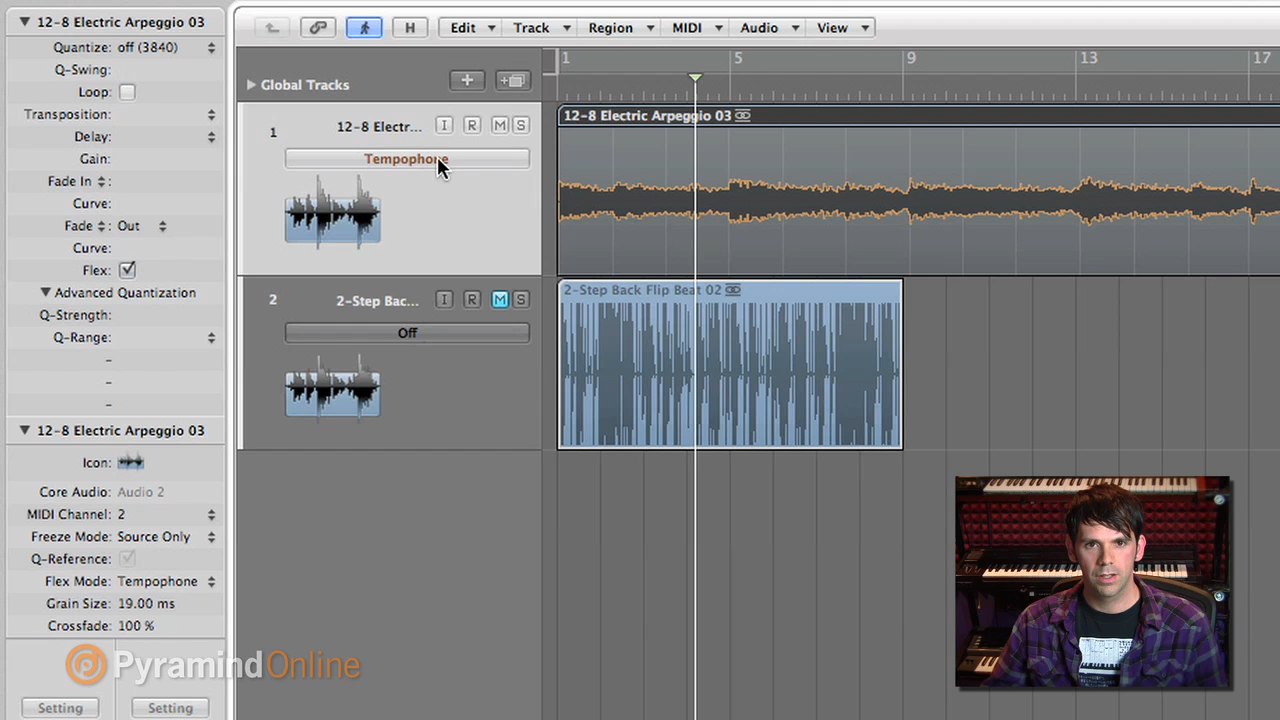 12-8 Electric Arpeggio 03
Quantize: off (3840)
Q-Swing:
Loop:
Transposition:
Delay:
Gain:
Fade In :
Curve:
Fade : Out
Curve:
Flex:
Advanced Quantization
Q-Strength:
Q-Range:
-
-
-
12-8 Electric Arpeggio 03
Icon:
Core Audio: Audio 2
MIDI Channel: 2
Freeze Mode: Source Only
Q-Reference:
Flex Mode: Tempophone
Grain Size: 19.00 ms
Crossfade: 100 %
Setting Setting
PyramindOnline
H Edit Track Region MIDI Audio View
Global Tracks +
1 5 9 13 17
1 12-8 Electr... I R M S
Tempophone
12-8 Electric Arpeggio 03
2 2-Step Bac... I R M S
Off
2-Step Back Flip Beat 02